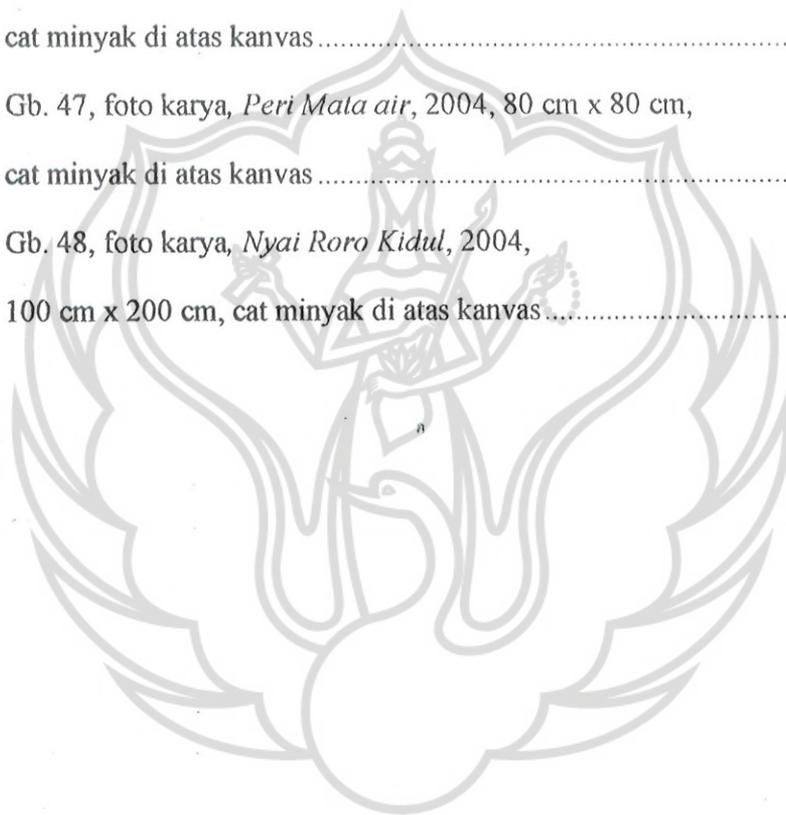 cat minyak di atas kanvas................................................
Gb. 47, foto karya, Peri Mata air, 2004, 80 cm x 80 cm,
cat minyak di atas kanvas................................................
Gb. 48, foto karya, Nyai Roro Kidul, 2004,
100 cm x 200 cm, cat minyak di atas kanvas.........................